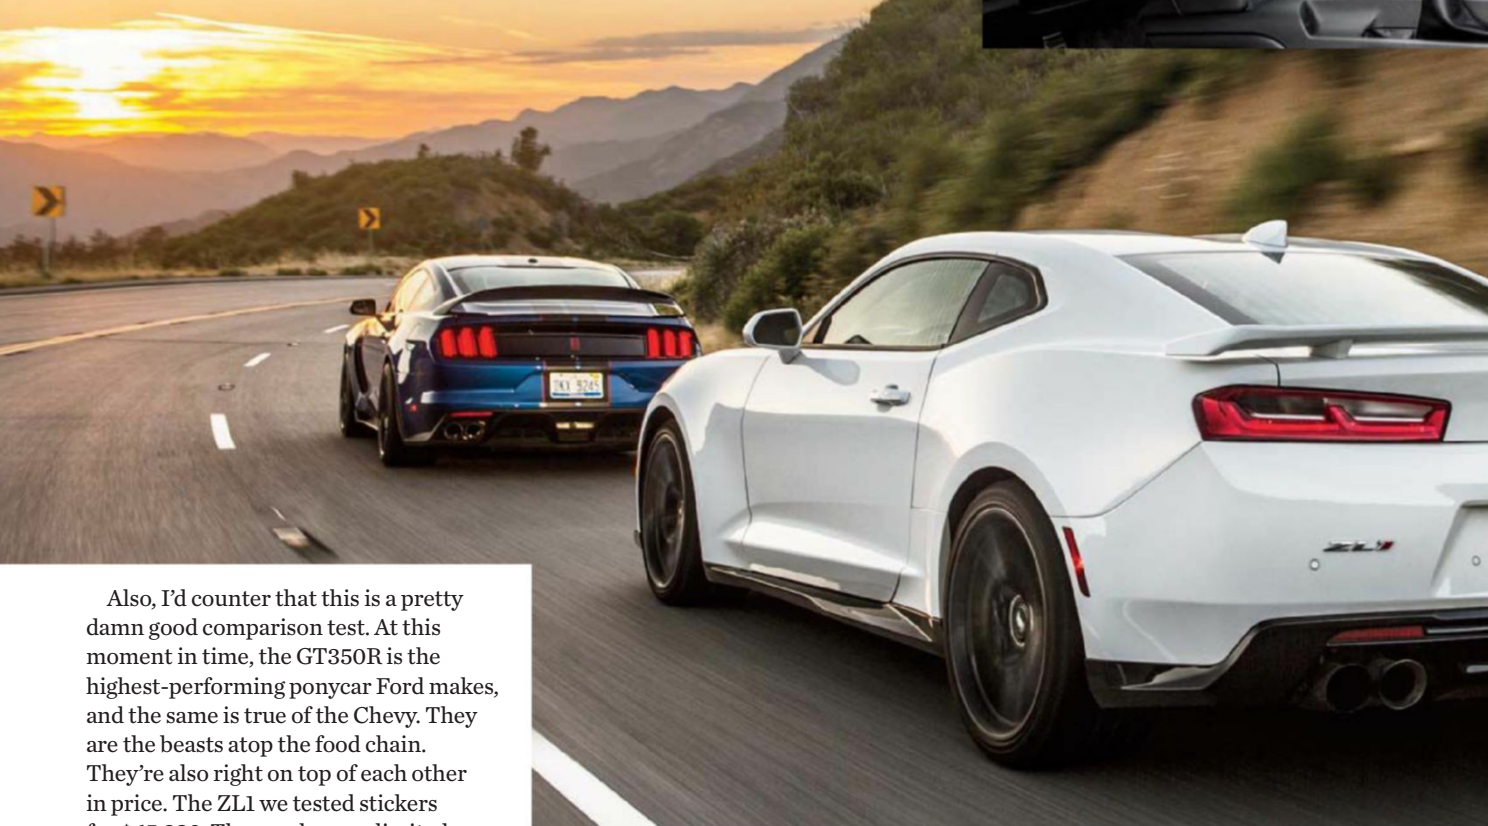 ZL1
Also, I’d counter that this is a pretty
damn good comparison test. At this
moment in time, the GT350R is the
highest-performing ponycar Ford makes,
and the same is true of the Chevy. They
are the beasts atop the food chain.
They’re also right on top of each other
in price. The ZL1 we tested stickers